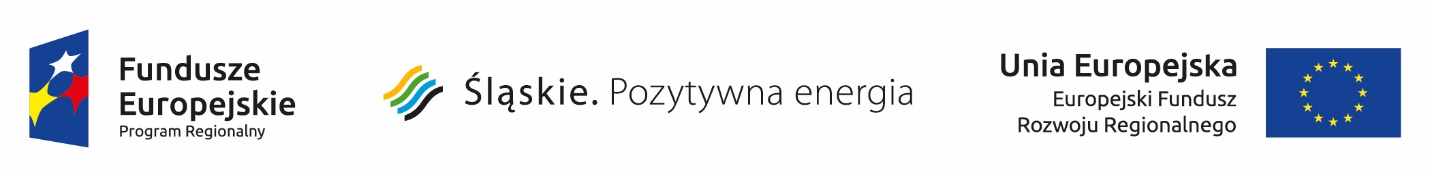 Fundusze
Europejskie
Program Regionalny
Śląskie. Pozytywna energia
Unia Europejska
Europejski Fundusz
Rozwoju Regionalnego